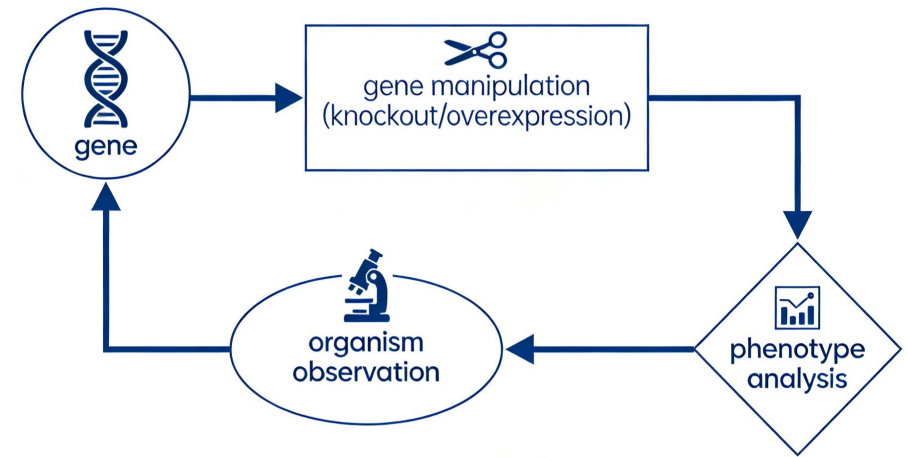 gene
gene manipulation
(knockout/overexpression)
phenotype
analysis
organism
observation